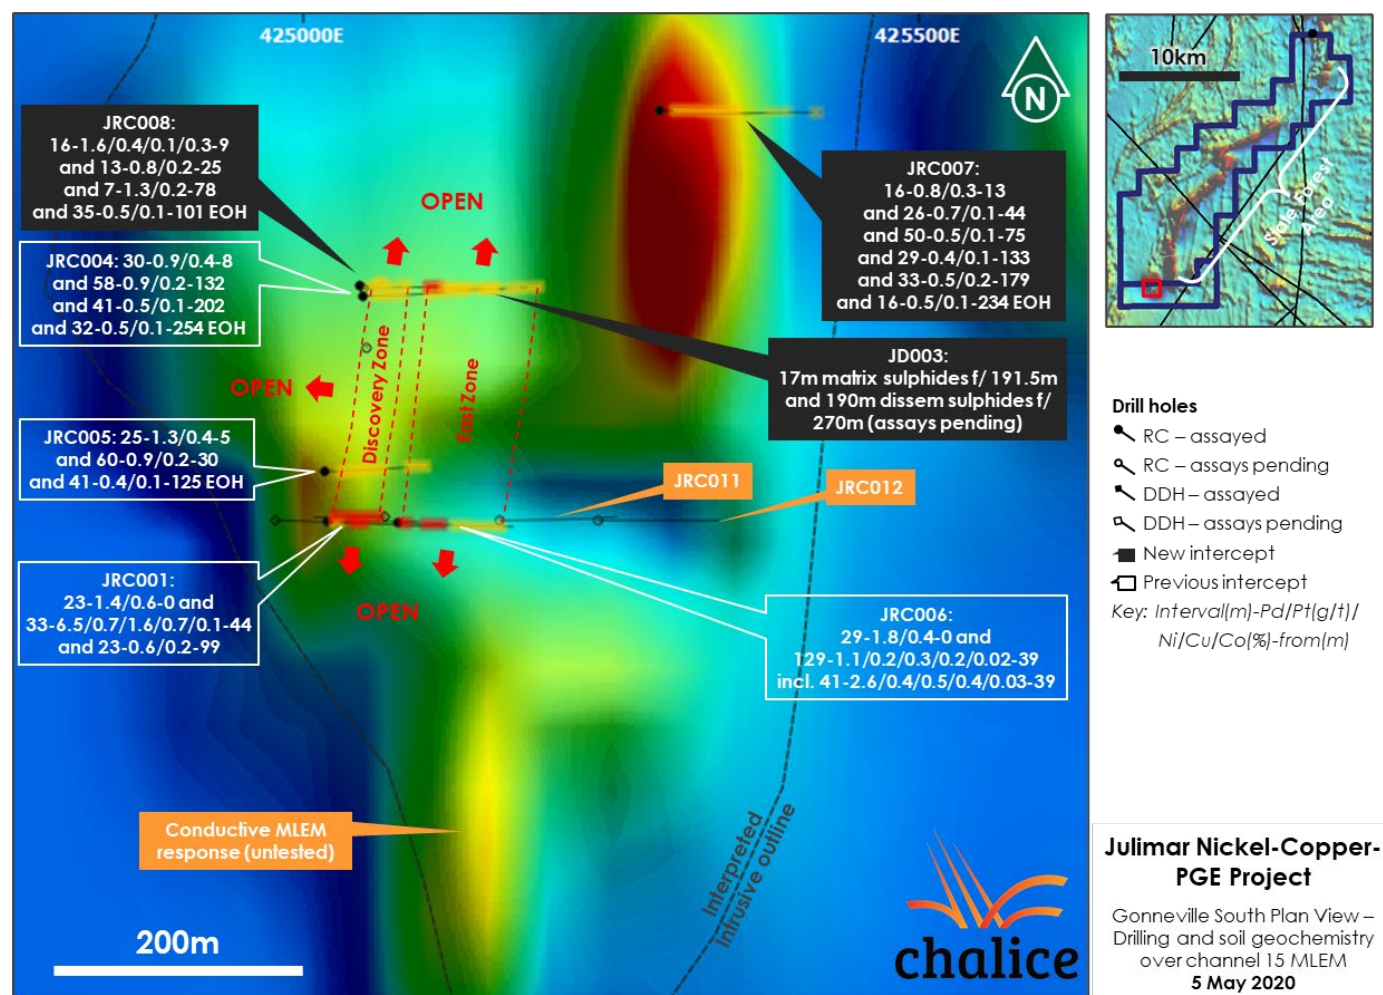 425000E
425500E
N
10km
State Forest
Area
JRC008:
16-1.6/0.4/0.1/0.3-9
and 13-0.8/0.2-25
and 7-1.3/0.2-78
and 35-0.5/0.1-101 EOH
JRC007:
16-0.8/0.3-13
and 26-0.7/0.1-44
and 50-0.5/0.1-75
and 29-0.4/0.1-133
and 33-0.5/0.2-179
and 16-0.5/0.1-234 EOH
OPEN
JRC004: 30-0.9/0.4-8
and 58-0.9/0.2-132
and 41-0.5/0.1-202
and 32-0.5/0.1-254 EOH
JD003:
17m matrix sulphides f/ 191.5m
and 190m dissem sulphides f/
270m (assays pending)
OPEN
Discovery Zone
East Zone
JRC005: 25-1.3/0.4-5
and 60-0.9/0.2-30
and 41-0.4/0.1-125 EOH
JRC011
JRC012
JRC001:
23-1.4/0.6-0 and
33-6.5/0.7/1.6/0.7/0.1-44
and 23-0.6/0.2-99
OPEN
JRC006:
29-1.8/0.4-0 and
129-1.1/0.2/0.3/0.2/0.02-39
incl. 41-2.6/0.4/0.5/0.4/0.03-39
Conductive MLEM
response (untested)
Interpreted
Intrusive outline
200m
chalice
Drill holes
RC – assayed
RC – assays pending
DDH – assayed
DDH – assays pending
New intercept
Previous intercept
Key: Interval(m)-Pd/Pt(g/t)/
Ni/Cu/Co(%)-from(m)
Julimar Nickel-Copper-
PGE Project
Gonneville South Plan View –
Drilling and soil geochemistry
over channel 15 MLEM
5 May 2020